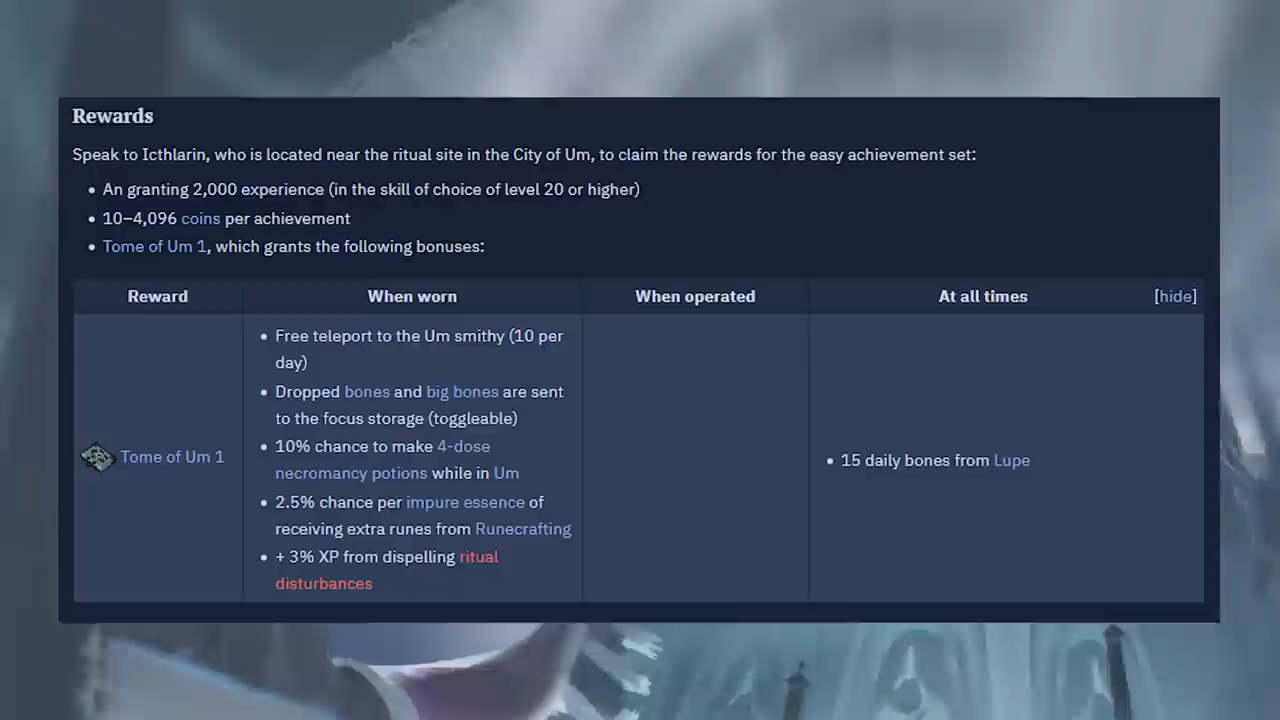 Rewards
Speak to Icthlarin, who is located near the ritual site in the City of Um, to claim the rewards for the easy achievement set:
• An granting 2,000 experience (in the skill of choice of level 20 or higher)
• 10–4,096 coins per achievement
• Tome of Um 1, which grants the following bonuses:
Reward When worn When operated At all times [hide]
Tome of Um 1
• Free teleport to the Um smithy (10 per
day)
• Dropped bones and big bones are sent
to the focus storage (toggleable)
• 10% chance to make 4-dose
necromancy potions while in Um
• 2.5% chance per impure essence of
receiving extra runes from Runecrafting
• + 3% XP from dispelling ritual
disturbances
• 15 daily bones from Lupe